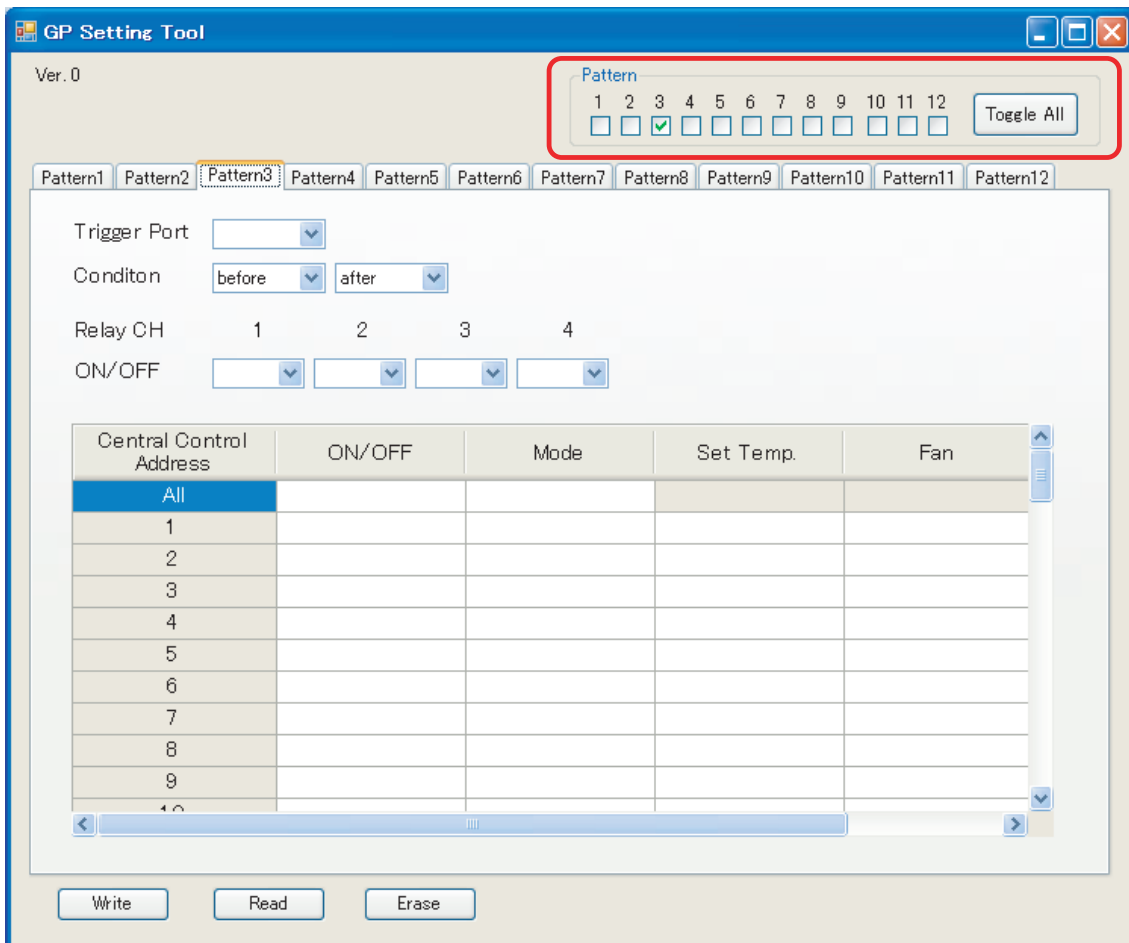 GP Setting Tool
Ver. 0
Pattern
1 2 3 4 5 6 7 8 9 10 11 12
Toggle All
Pattern1 Pattern2 Pattern3 Pattern4 Pattern5 Pattern6 Pattern7 Pattern8 Pattern9 Pattern10 Pattern11 Pattern12
Trigger Port
Conditon before after
Relay CH 1 2 3 4
ON/OFF
Central Control
Address ON/OFF Mode Set Temp. Fan
All
1
2
3
4
5
6
7
8
9
10
Write Read Erase